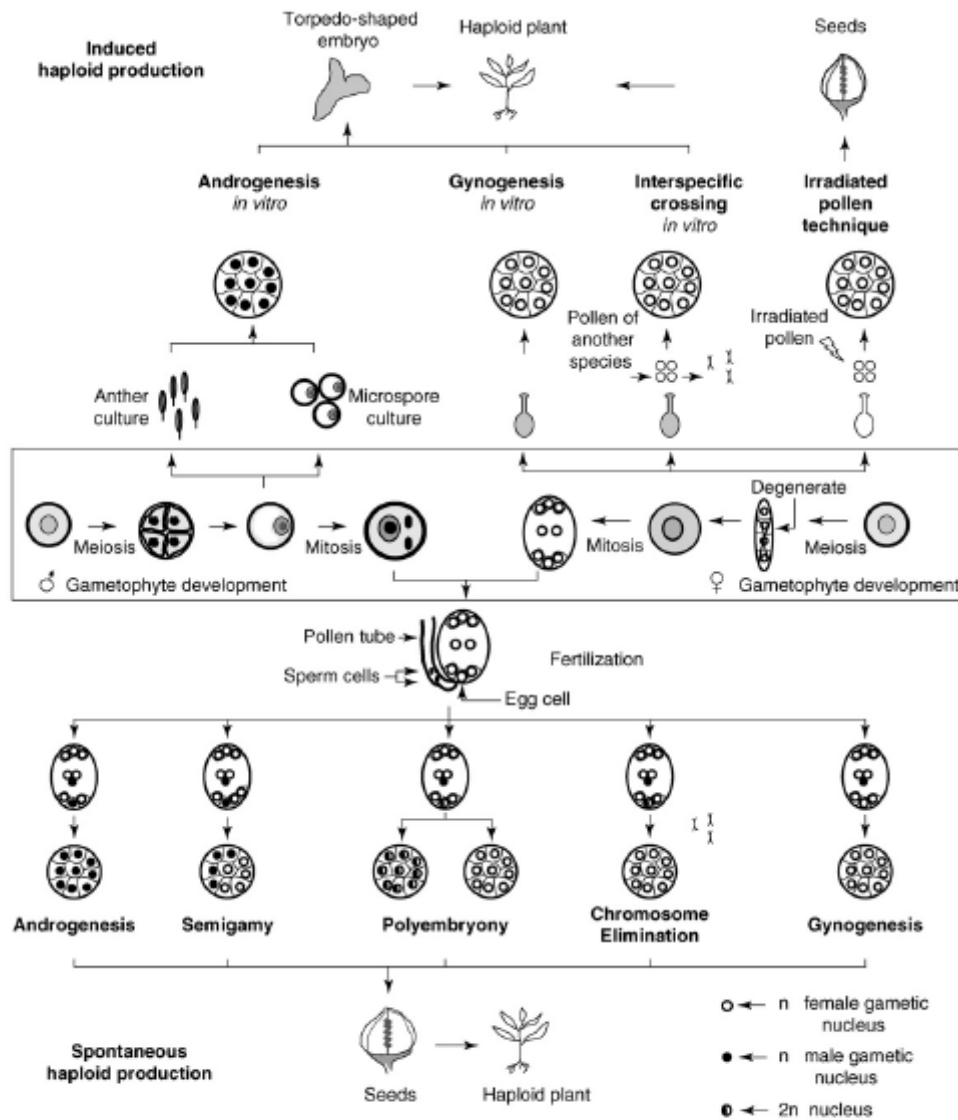 Torpedo-shaped
embryo
Haploid plant
Seeds
Induced
haploid production
Androgenesis
in vitro
Gynogenesis
in vitro
Interspecific
crossing
in vitro
Irradiated
pollen
technique
Pollen of
another
species
Irradiated
pollen
Anther
culture
Microspore
culture
Degenerate
Meiosis
Mitosis
Mitosis
Meiosis
♂ Gametophyte development
♀ Gametophyte development
Pollen tube
Sperm cells
Fertilization
Egg cell
Androgenesis
Semigamy
Polyembryony
Chromosome
Elimination
Gynogenesis
Spontaneous
haploid production
Seeds
Haploid plant
n female gametic
nucleus
n male gametic
nucleus
2n nucleus